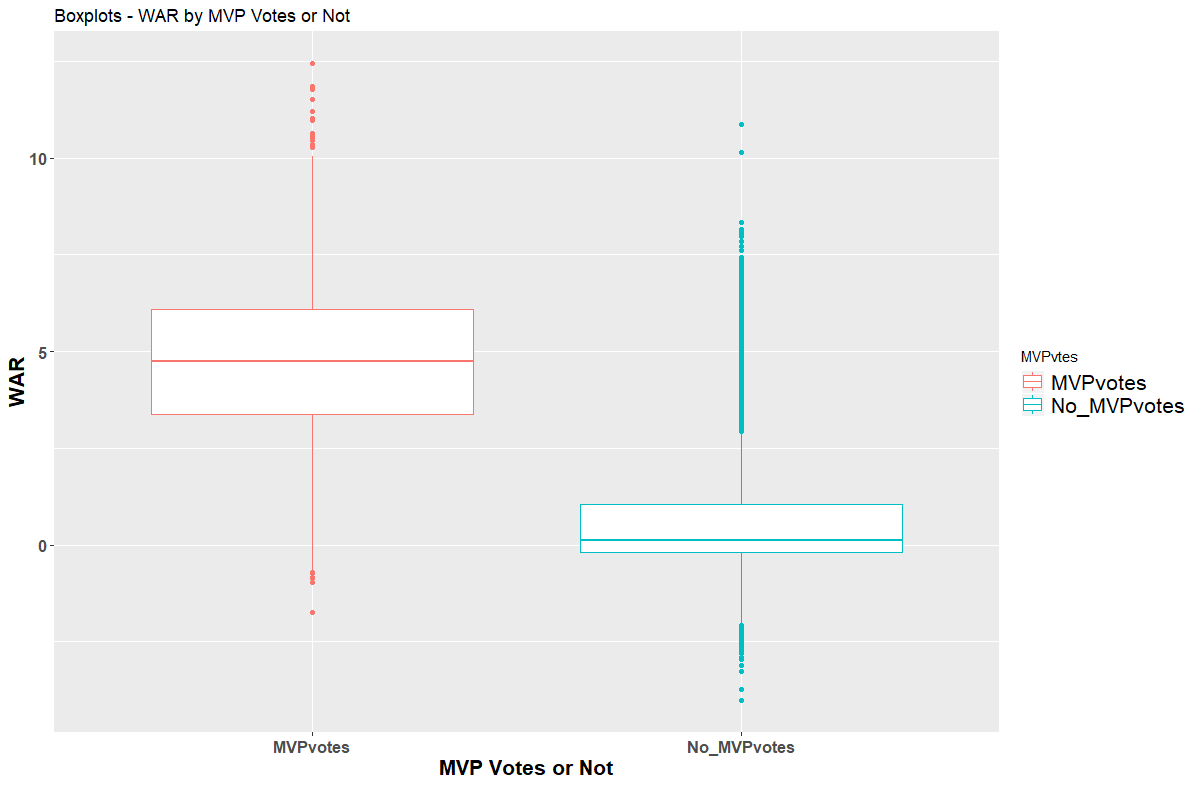 Boxplots - WAR by MVP Votes or Not
WAR
10
5
0
MVPvotes
No_MVPvotes
MVP Votes or Not
MVPvtes
MVPvotes
No_MVPvotes